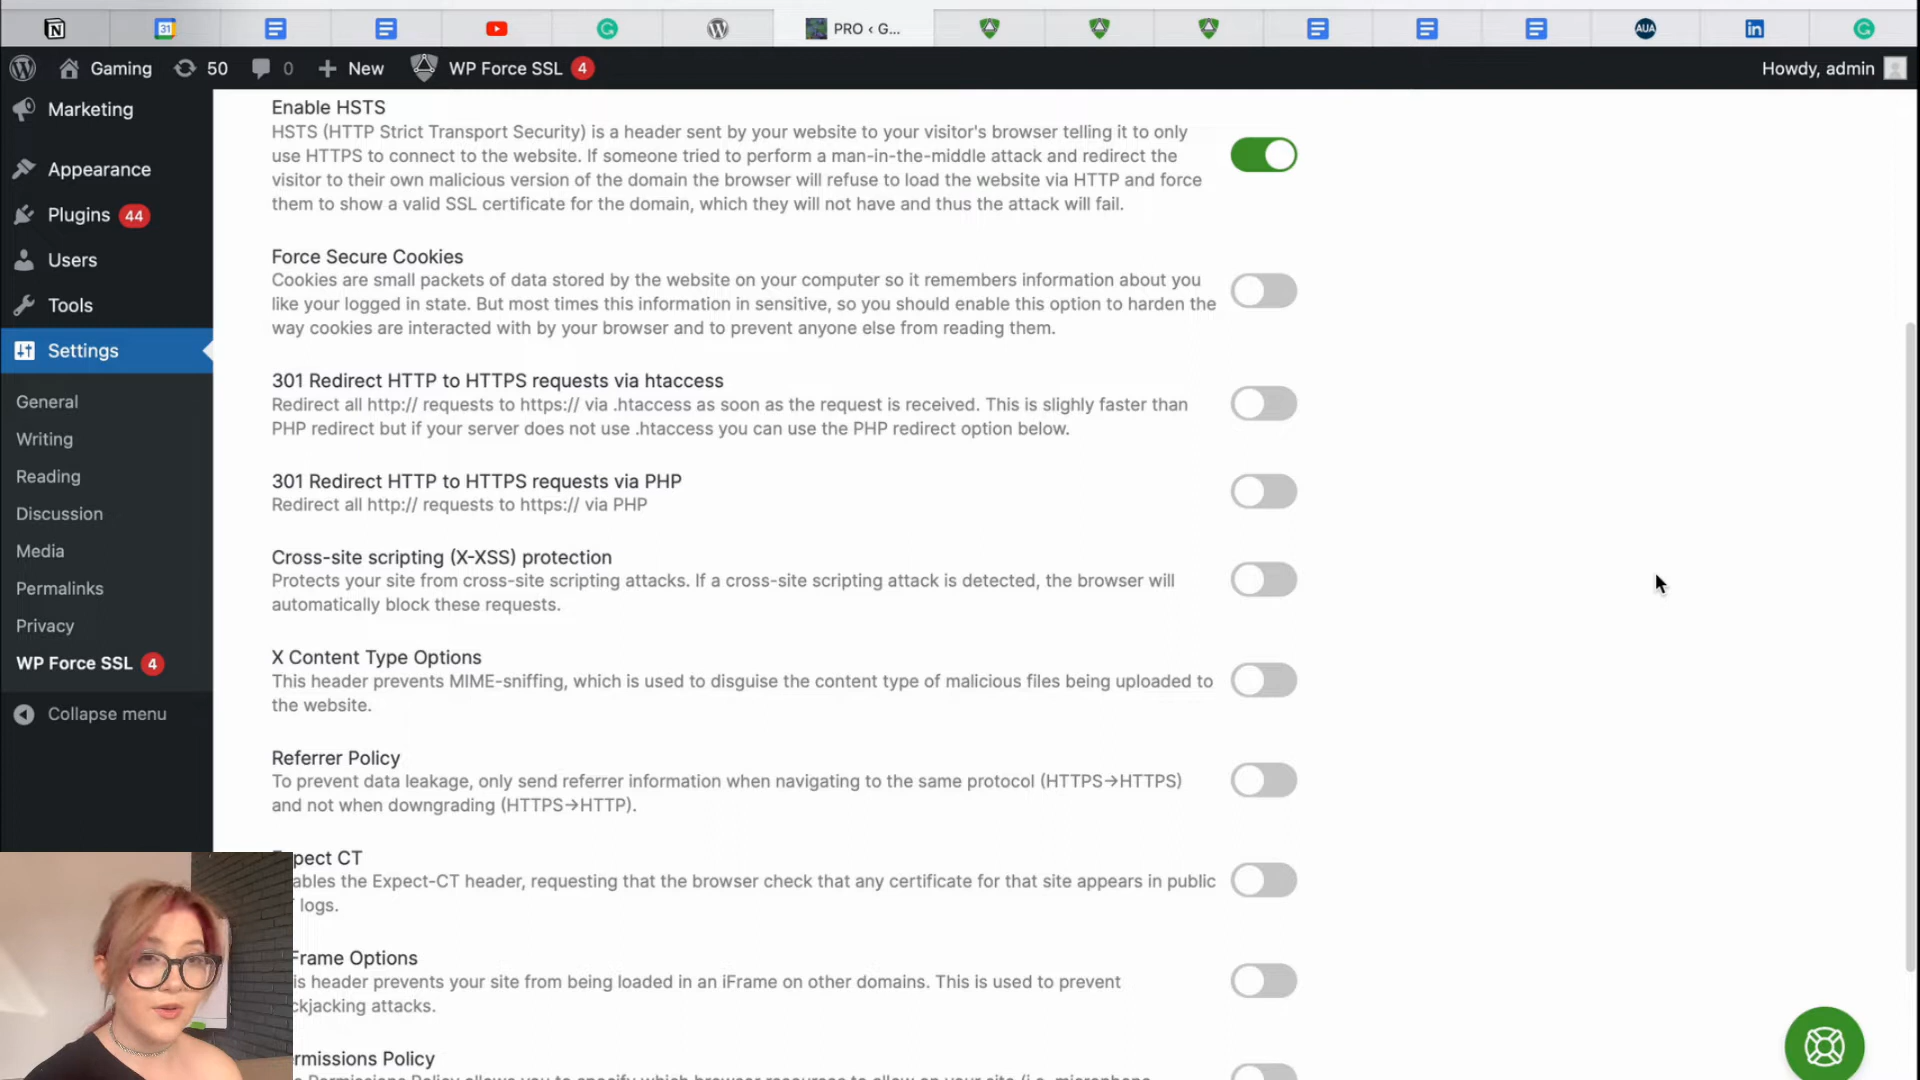 31
PRO ‹ G...
AUA
in
Gaming
50
0
New
WP Force SSL 4
Howdy, admin
Marketing
Appearance
Plugins 44
Users
Tools
Settings
General
Writing
Reading
Discussion
Media
Permalinks
Privacy
WP Force SSL 4
Collapse menu
Enable HSTS
HSTS (HTTP Strict Transport Security) is a header sent by your website to your visitor's browser telling it to only
use HTTPS to connect to the website. If someone tried to perform a man-in-the-middle attack and redirect the
visitor to their own malicious version of the domain the browser will refuse to load the website via HTTP and force
them to show a valid SSL certificate for the domain, which they will not have and thus the attack will fail.
Force Secure Cookies
Cookies are small packets of data stored by the website on your computer so it remembers information about you
like your logged in state. But most times this information in sensitive, so you should enable this option to harden the
way cookies are interacted with by your browser and to prevent anyone else from reading them.
301 Redirect HTTP to HTTPS requests via htaccess
Redirect all http:// requests to https:// via .htaccess as soon as the request is received. This is slighly faster than
PHP redirect but if your server does not use .htaccess you can use the PHP redirect option below.
301 Redirect HTTP to HTTPS requests via PHP
Redirect all http:// requests to https:// via PHP
Cross-site scripting (X-XSS) protection
Protects your site from cross-site scripting attacks. If a cross-site scripting attack is detected, the browser will
automatically block these requests.
X Content Type Options
This header prevents MIME-sniffing, which is used to disguise the content type of malicious files being uploaded to
the website.
Referrer Policy
To prevent data leakage, only send referrer information when navigating to the same protocol (HTTPS→HTTPS)
and not when downgrading (HTTPS→HTTP).
pect CT
ables the Expect-CT header, requesting that the browser check that any certificate for that site appears in public
logs.
Frame Options
is header prevents your site from being loaded in an iFrame on other domains. This is used to prevent
ckjacking attacks.
rmissions Policy
Permissions Policy allows you to specify which browser resources to allow on your site (i.e. microphone